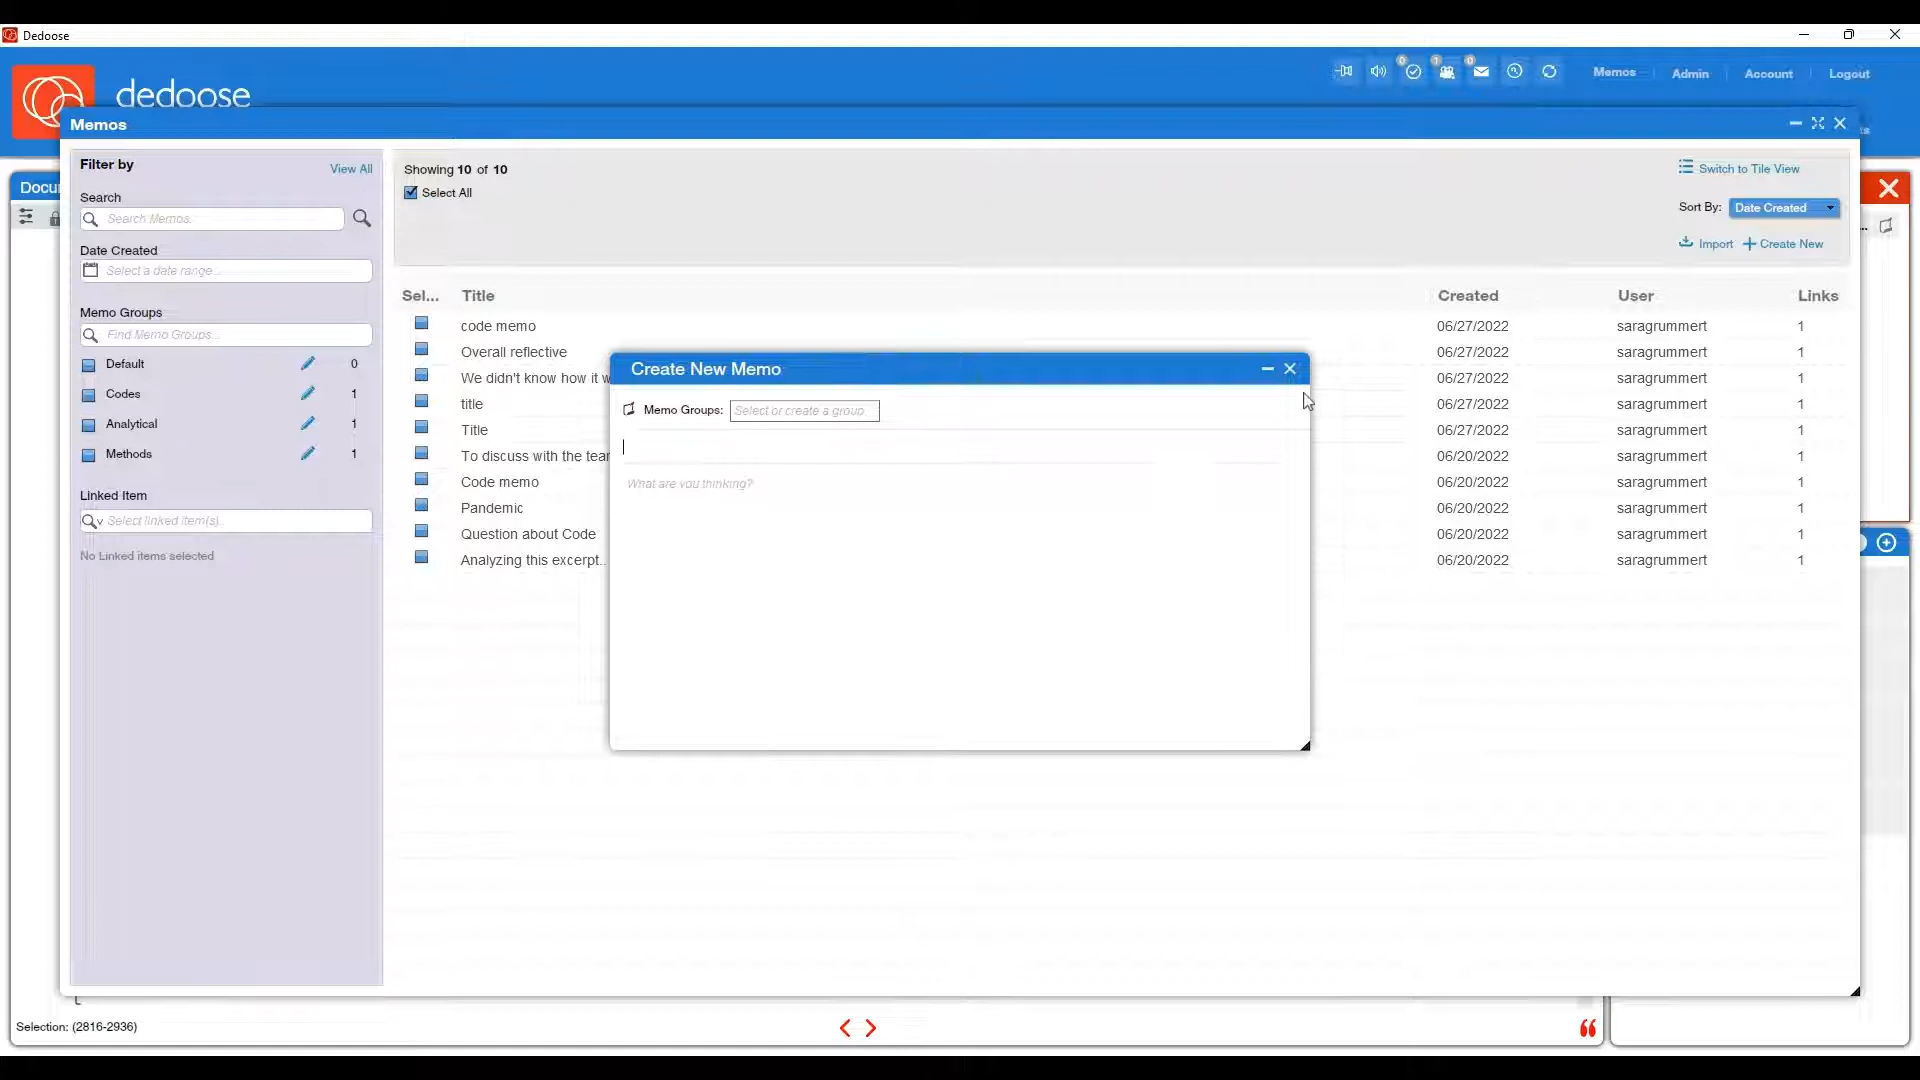 Dedoose
0 1 0
Memos Admin Account Logout
dedoose
Memos
Docu
Filter by View All
Search
Search Memos.
Date Created
Select a date range...
Memo Groups
Find Memo Groups...
Default 0
Codes 1
Analytical 1
Methods 1
Linked Item
Select linked item(s).
No Linked items selected
Showing 10 of 10
Select All
Switch to Tile View
Sort By: Date Created
Import Create New
Sel... Title Created User Links
code memo 06/27/2022 saragrummert 1
Overall reflective 06/27/2022 saragrummert 1
We didn't know how it w 06/27/2022 saragrummert 1
title 06/27/2022 saragrummert 1
Title 06/27/2022 saragrummert 1
To discuss with the tear 06/20/2022 saragrummert 1
Code memo 06/20/2022 saragrummert 1
Pandemic 06/20/2022 saragrummert 1
Question about Code 06/20/2022 saragrummert 1
Analyzing this excerpt.. 06/20/2022 saragrummert 1
Create New Memo
Memo Groups: Select or create a group
What are you thinking?
Selection: (2816-2936)